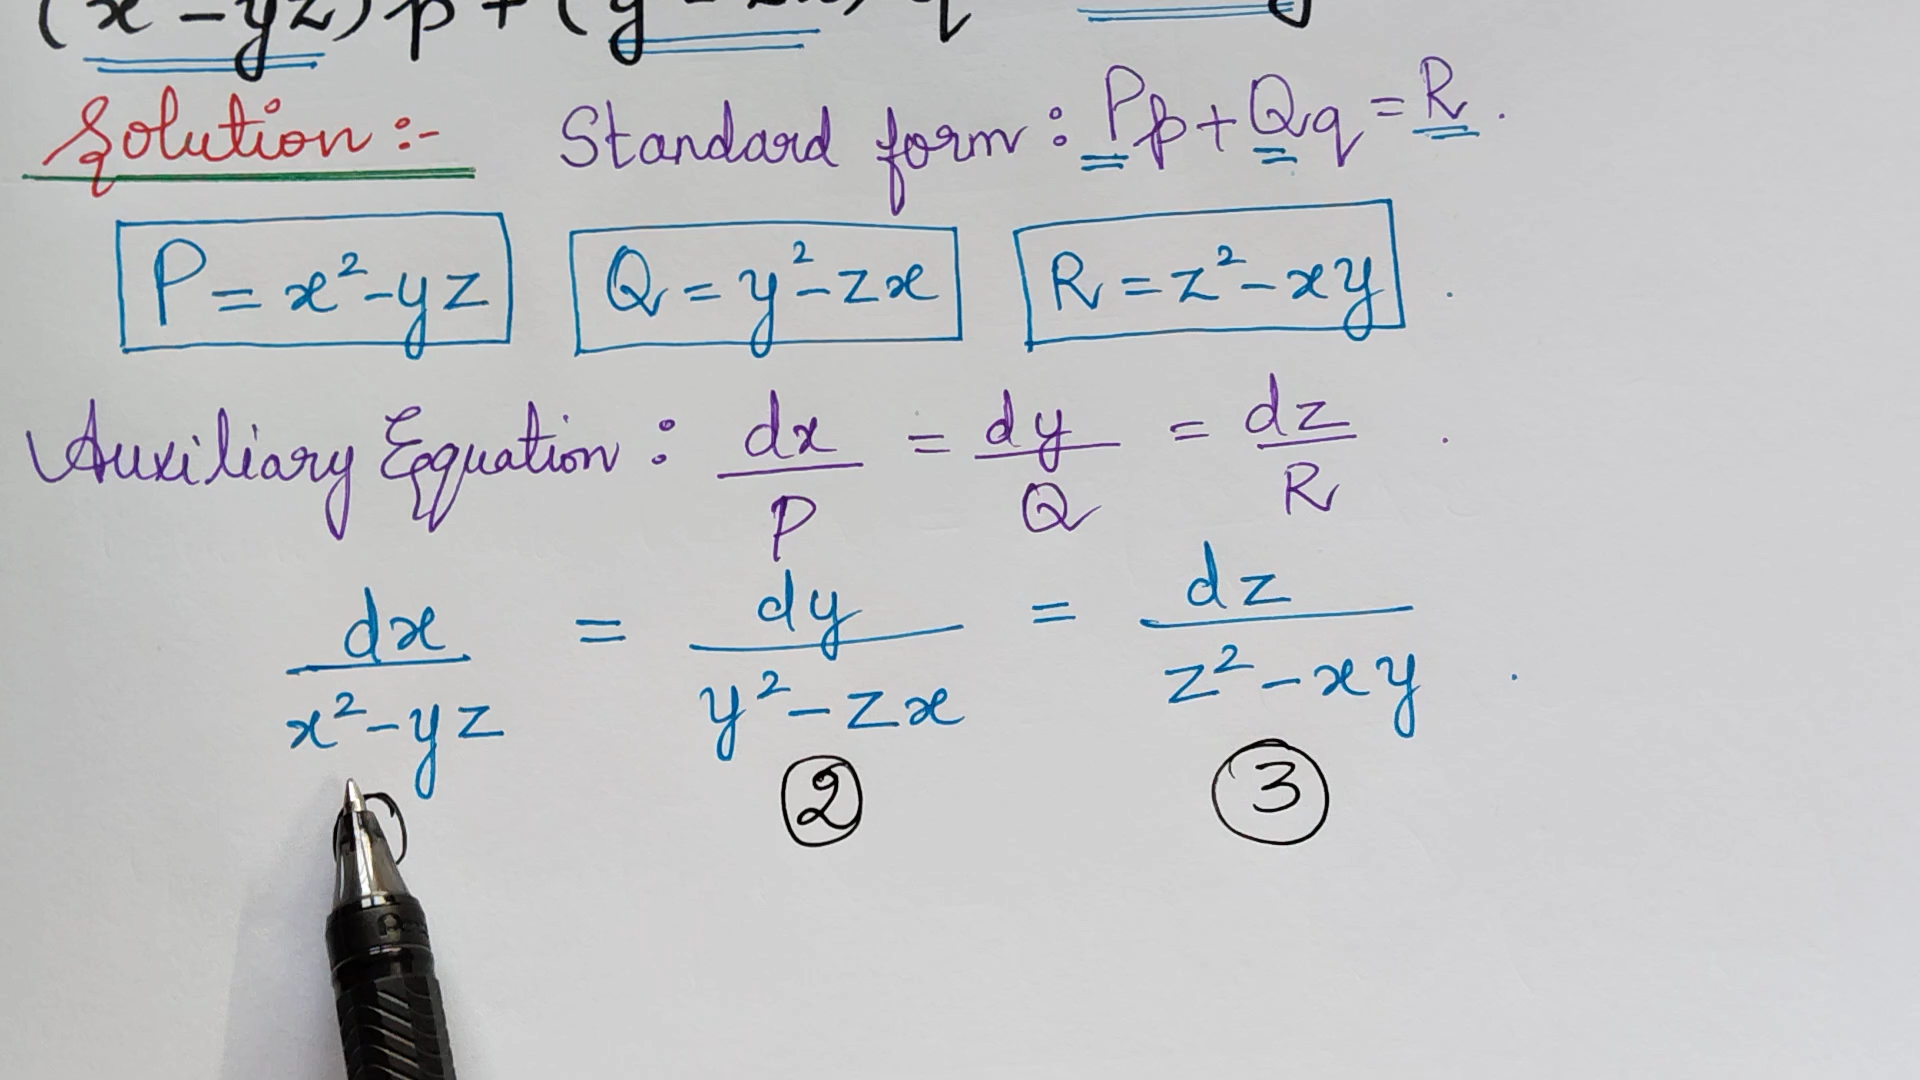 (x - yz) p + (y
Solution :- Standard form : Pp + Qq = R .
P = x² - yz Q = y² - zx R = z² - xy .
Auxiliary Equation : dx/P = dy/Q = dz/R .
dx/(x² - yz) = dy/(y² - zx) = dz/(z² - xy) .
② ③